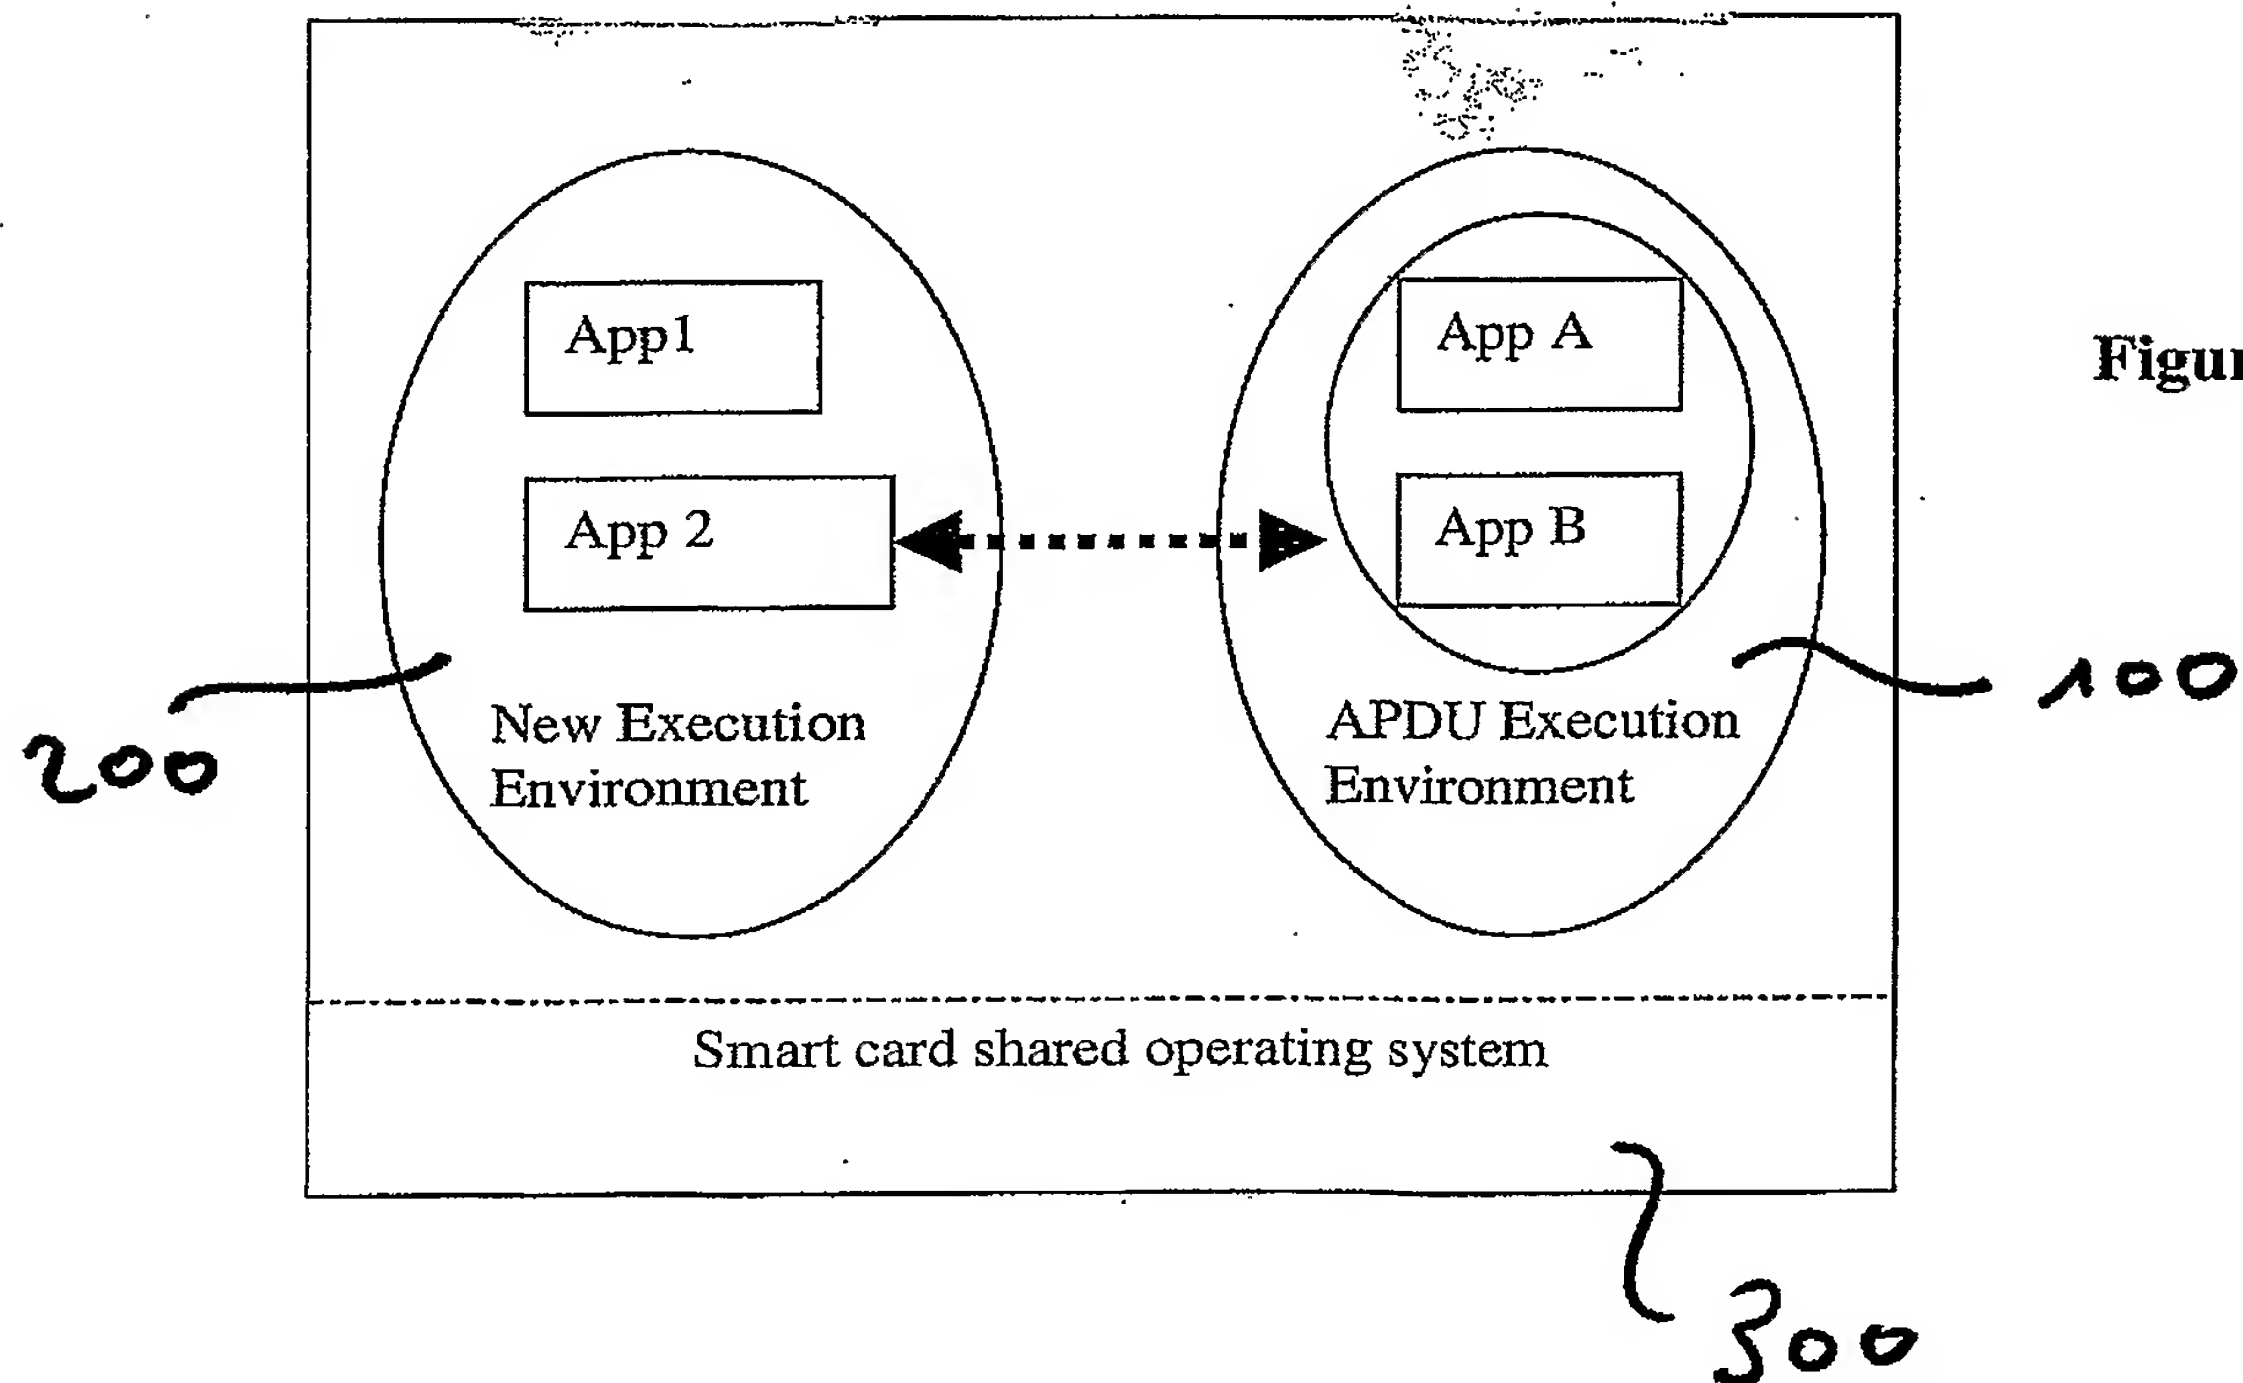 App1
App A
Figur
App 2
App B
200
New Execution
Environment
APDU Execution
Environment
100
Smart card shared operating system
300